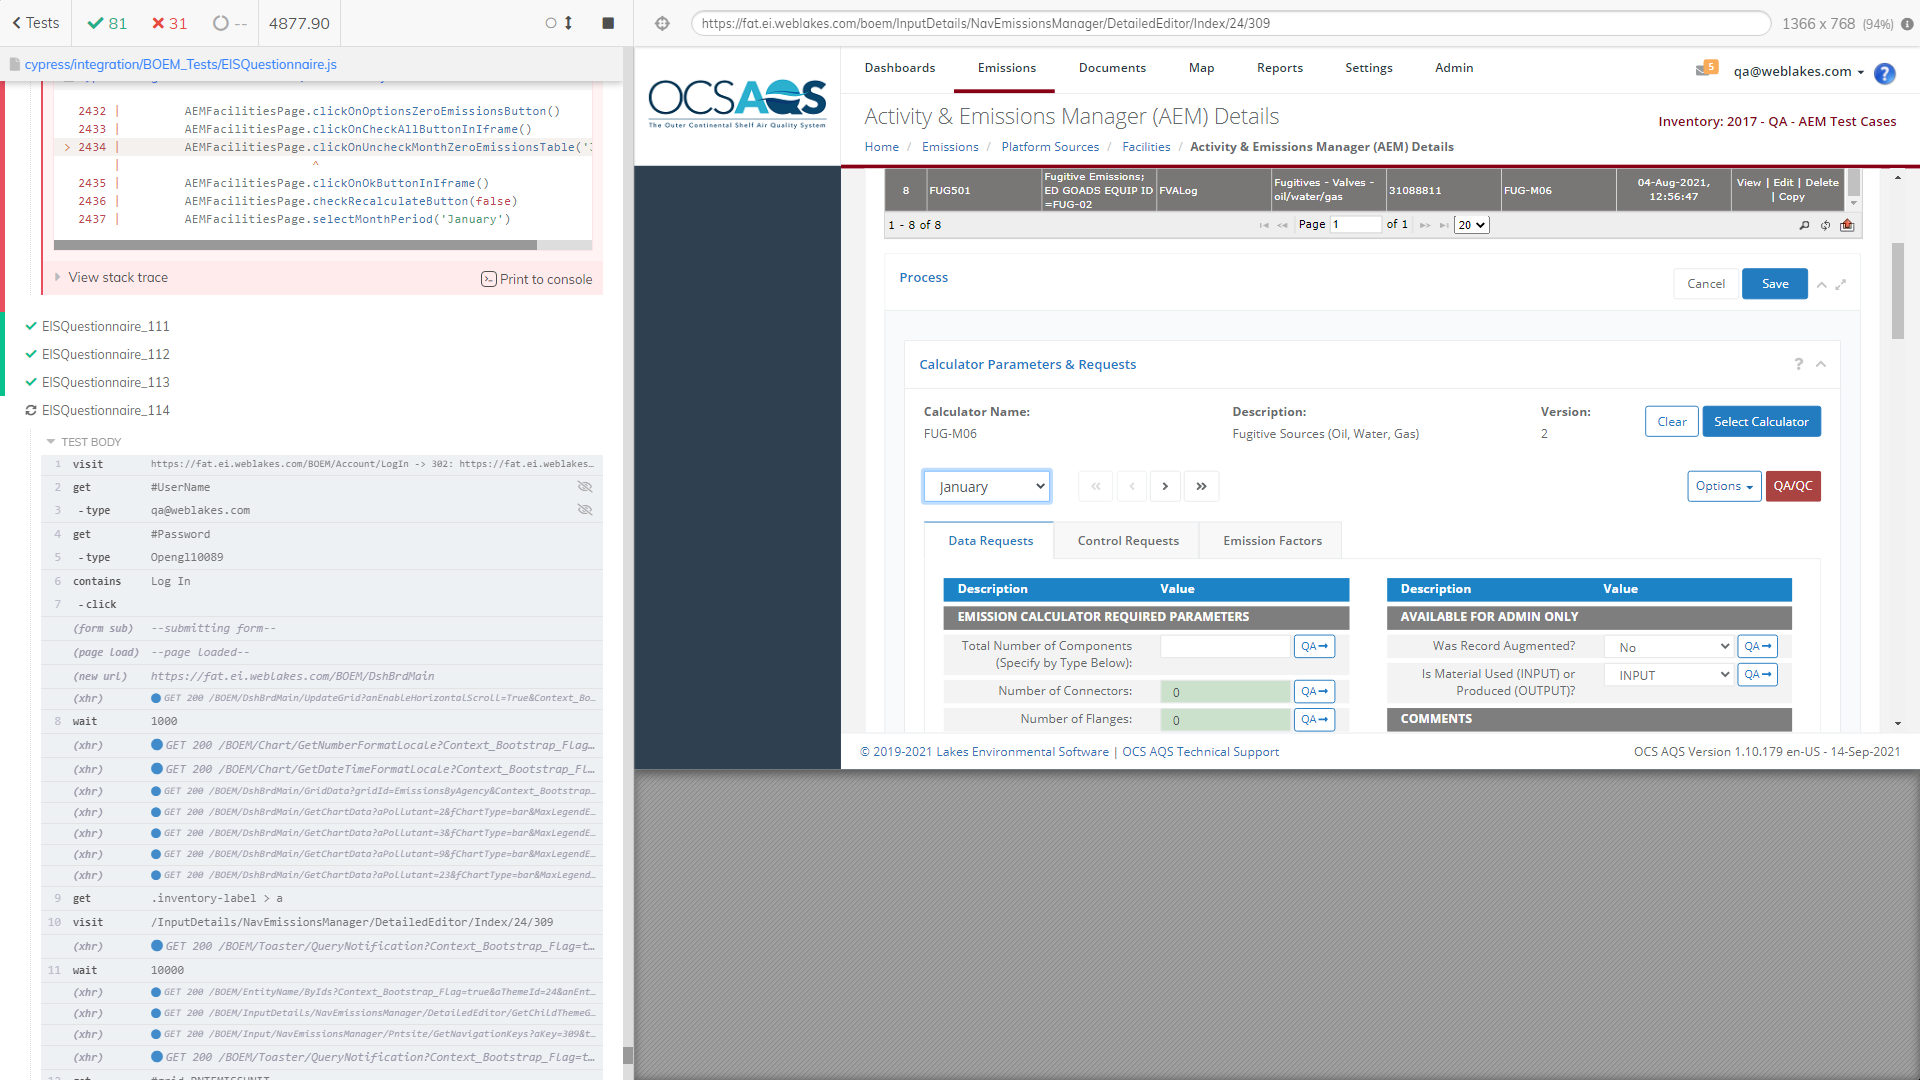 Tests 81 31 -- 4877.90
cypress/integration/BOEM_Tests/EISQuestionnaire.js
2432 | AEMFacilitiesPage.clickOnOptionsZeroEmissionsButton()
2433 | AEMFacilitiesPage.clickOnCheckAllButtonInIframe()
> 2434 | AEMFacilitiesPage.clickOnUncheckMonthZeroEmissionsTable('
| ^
2435 | AEMFacilitiesPage.clickOnOkButtonInIframe()
2436 | AEMFacilitiesPage.checkRecalculateButton(false)
2437 | AEMFacilitiesPage.selectMonthPeriod('January')
View stack trace Print to console
EISQuestionnaire_111
EISQuestionnaire_112
EISQuestionnaire_113
EISQuestionnaire_114
TEST BODY
1 visit https://fat.ei.weblakes.com/BOEM/Account/LogIn -> 302: https://fat.ei.weblakes...
2 get #UserName
3 -type qa@weblakes.com
4 get #Password
5 -type Opengl10089
6 contains Log In
7 -click
(form sub) --submitting form--
(page load) --page loaded--
(new url) https://fat.ei.weblakes.com/BOEM/DshBrdMain
(xhr) GET 200 /BOEM/DshBrdMain/UpdateGrid?anEnableHorizontalScroll=True&Context_Bo...
8 wait 1000
(xhr) GET 200 /BOEM/Chart/GetNumberFormatLocale?Context_Bootstrap_Flag...
(xhr) GET 200 /BOEM/Chart/GetDateTimeFormatLocale?Context_Bootstrap_Fl...
(xhr) GET 200 /BOEM/DshBrdMain/GridData?gridId=EmissionsByAgency&Context_Bootstrap...
(xhr) GET 200 /BOEM/DshBrdMain/GetChartData?aPollutant=2&fChartType=bar&MaxLegendE...
(xhr) GET 200 /BOEM/DshBrdMain/GetChartData?aPollutant=3&fChartType=bar&MaxLegendE...
(xhr) GET 200 /BOEM/DshBrdMain/GetChartData?aPollutant=9&fChartType=bar&MaxLegendE...
(xhr) GET 200 /BOEM/DshBrdMain/GetChartData?aPollutant=23&fChartType=bar&MaxLegend...
9 get .inventory-label > a
10 visit /InputDetails/NavEmissionsManager/DetailedEditor/Index/24/309
(xhr) GET 200 /BOEM/Toaster/QueryNotification?Context_Bootstrap_Flag=t...
11 wait 10000
(xhr) GET 200 /BOEM/EntityName/ByIds?Context_Bootstrap_Flag=true&aThemeId=24&anEnt...
(xhr) GET 200 /BOEM/InputDetails/NavEmissionsManager/DetailedEditor/GetChildThemeG...
(xhr) GET 200 /BOEM/Input/NavEmissionsManager/Pntsite/GetNavigationKeys?aKey=309&t...
(xhr) GET 200 /BOEM/Toaster/QueryNotification?Context_Bootstrap_Flag=t...
https://fat.ei.weblakes.com/boem/InputDetails/NavEmissionsManager/DetailedEditor/Index/24/309 1366 x 768 (94%)
OCSAQS
The Outer Continental Shelf Air Quality System
Dashboards Emissions Documents Map Reports Settings Admin 5 qa@weblakes.com ?
Activity & Emissions Manager (AEM) Details
Inventory: 2017 - QA - AEM Test Cases
Home / Emissions / Platform Sources / Facilities / Activity & Emissions Manager (AEM) Details
8 FUG501 Fugitive Emissions; ED GOADS EQUIP ID =FUG-02 FVALog Fugitives - Valves - oil/water/gas 31088811 FUG-M06 04-Aug-2021, 12:56:47 View | Edit | Delete | Copy
1 - 8 of 8 Page 1 of 1 20
Process Cancel Save
Calculator Parameters & Requests ?
Calculator Name: Description: Version:
FUG-M06 Fugitive Sources (Oil, Water, Gas) 2 Clear Select Calculator
January « ‹ › » Options QA/QC
Data Requests Control Requests Emission Factors
Description Value
EMISSION CALCULATOR REQUIRED PARAMETERS
Total Number of Components (Specify by Type Below): QA
Number of Connectors: 0 QA
Number of Flanges: 0 QA
Description Value
AVAILABLE FOR ADMIN ONLY
Was Record Augmented? No QA
Is Material Used (INPUT) or Produced (OUTPUT)? INPUT QA
COMMENTS
© 2019-2021 Lakes Environmental Software | OCS AQS Technical Support OCS AQS Version 1.10.179 en-US - 14-Sep-2021